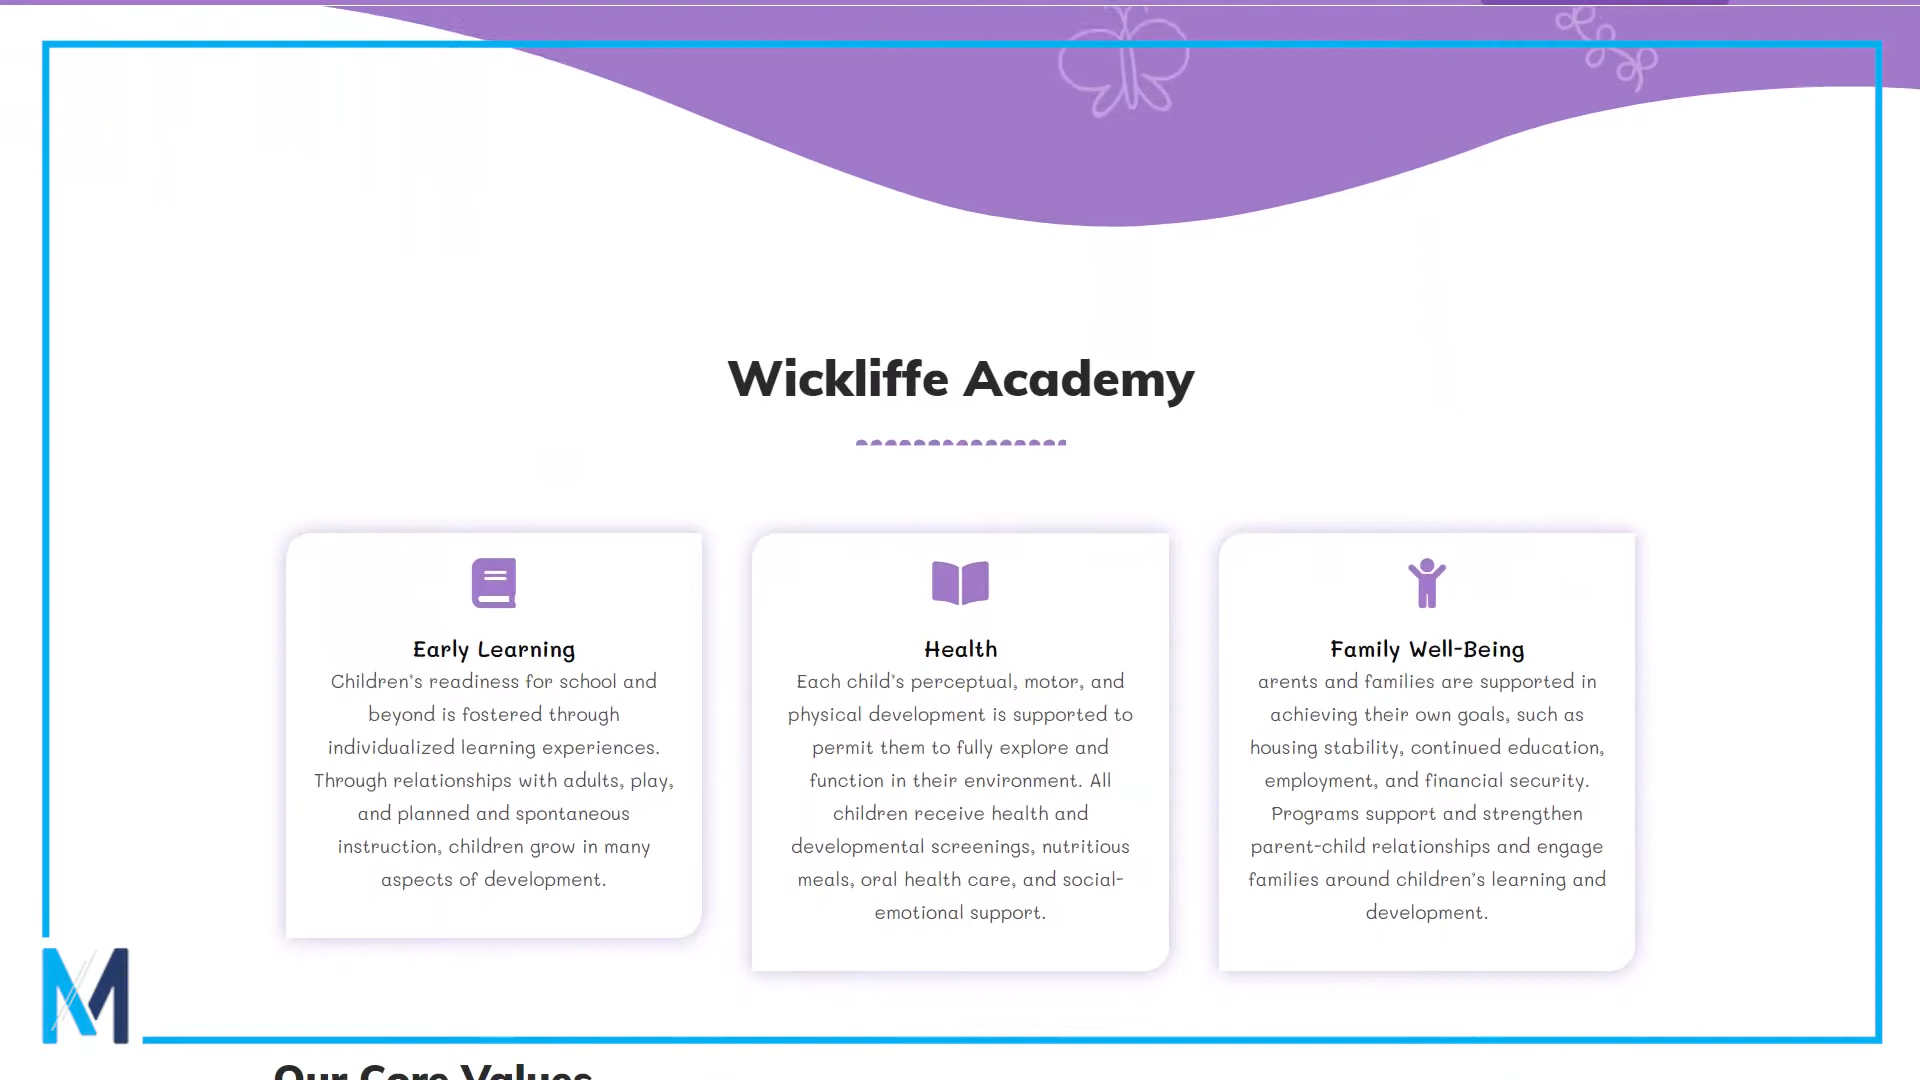 Wickliffe Academy
Early Learning
Children's readiness for school and
beyond is fostered through
individualized learning experiences.
Through relationships with adults, play,
and planned and spontaneous
instruction, children grow in many
aspects of development.
Health
Each child's perceptual, motor, and
physical development is supported to
permit them to fully explore and
function in their environment. All
children receive health and
developmental screenings, nutritious
meals, oral health care, and social-
emotional support.
Family Well-Being
arents and families are supported in
achieving their own goals, such as
housing stability, continued education,
employment, and financial security.
Programs support and strengthen
parent-child relationships and engage
families around children's learning and
development.
M
Our Core Values